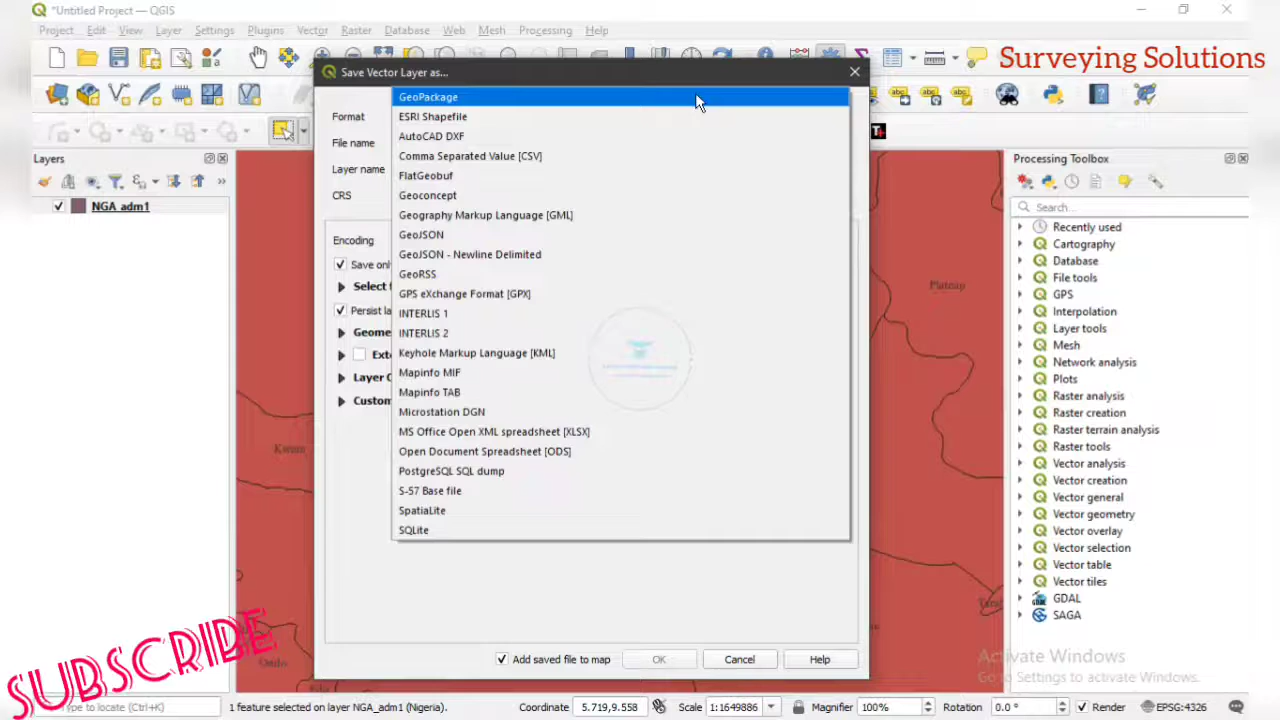 *Untitled Project — QGIS
Project Edit View Layer Settings Plugins Vector Raster Database Web Mesh Processing Help
Surveying Solutions
Save Vector Layer as...
Format
GeoPackage
ESRI Shapefile
File name
AutoCAD DXF
Comma Separated Value [CSV]
Layer name
FlatGeobuf
CRS
Geoconcept
Geography Markup Language [GML]
Encoding
GeoJSON
GeoJSON - Newline Delimited
Save onl
GeoRSS
Select f
GPS eXchange Format [GPX]
Persist la
INTERLIS 1
Geome
INTERLIS 2
Exte
Keyhole Markup Language [KML]
Layer O
Mapinfo MIF
Custom
Mapinfo TAB
Microstation DGN
MS Office Open XML spreadsheet [XLSX]
Open Document Spreadsheet [ODS]
PostgreSQL SQL dump
S-57 Base file
SpatiaLite
SQLite
Add saved file to map
OK
Cancel
Help
Layers
NGA_adm1
Plateau
Ondo
Processing Toolbox
Search...
Recently used
Cartography
Database
File tools
GPS
Interpolation
Layer tools
Mesh
Network analysis
Plots
Raster analysis
Raster creation
Raster terrain analysis
Raster tools
Vector analysis
Vector creation
Vector general
Vector geometry
Vector overlay
Vector selection
Vector table
Vector tiles
GDAL
SAGA
Activate Windows
Go to Settings to activate Windows.
SUBSCRIBE
Type to locate (Ctrl+K)
1 feature selected on layer NGA_adm1 (Nigeria).
Coordinate 5.719,9.558
Scale 1:1649886
Magnifier 100%
Rotation 0.0 °
Render
EPSG:4326